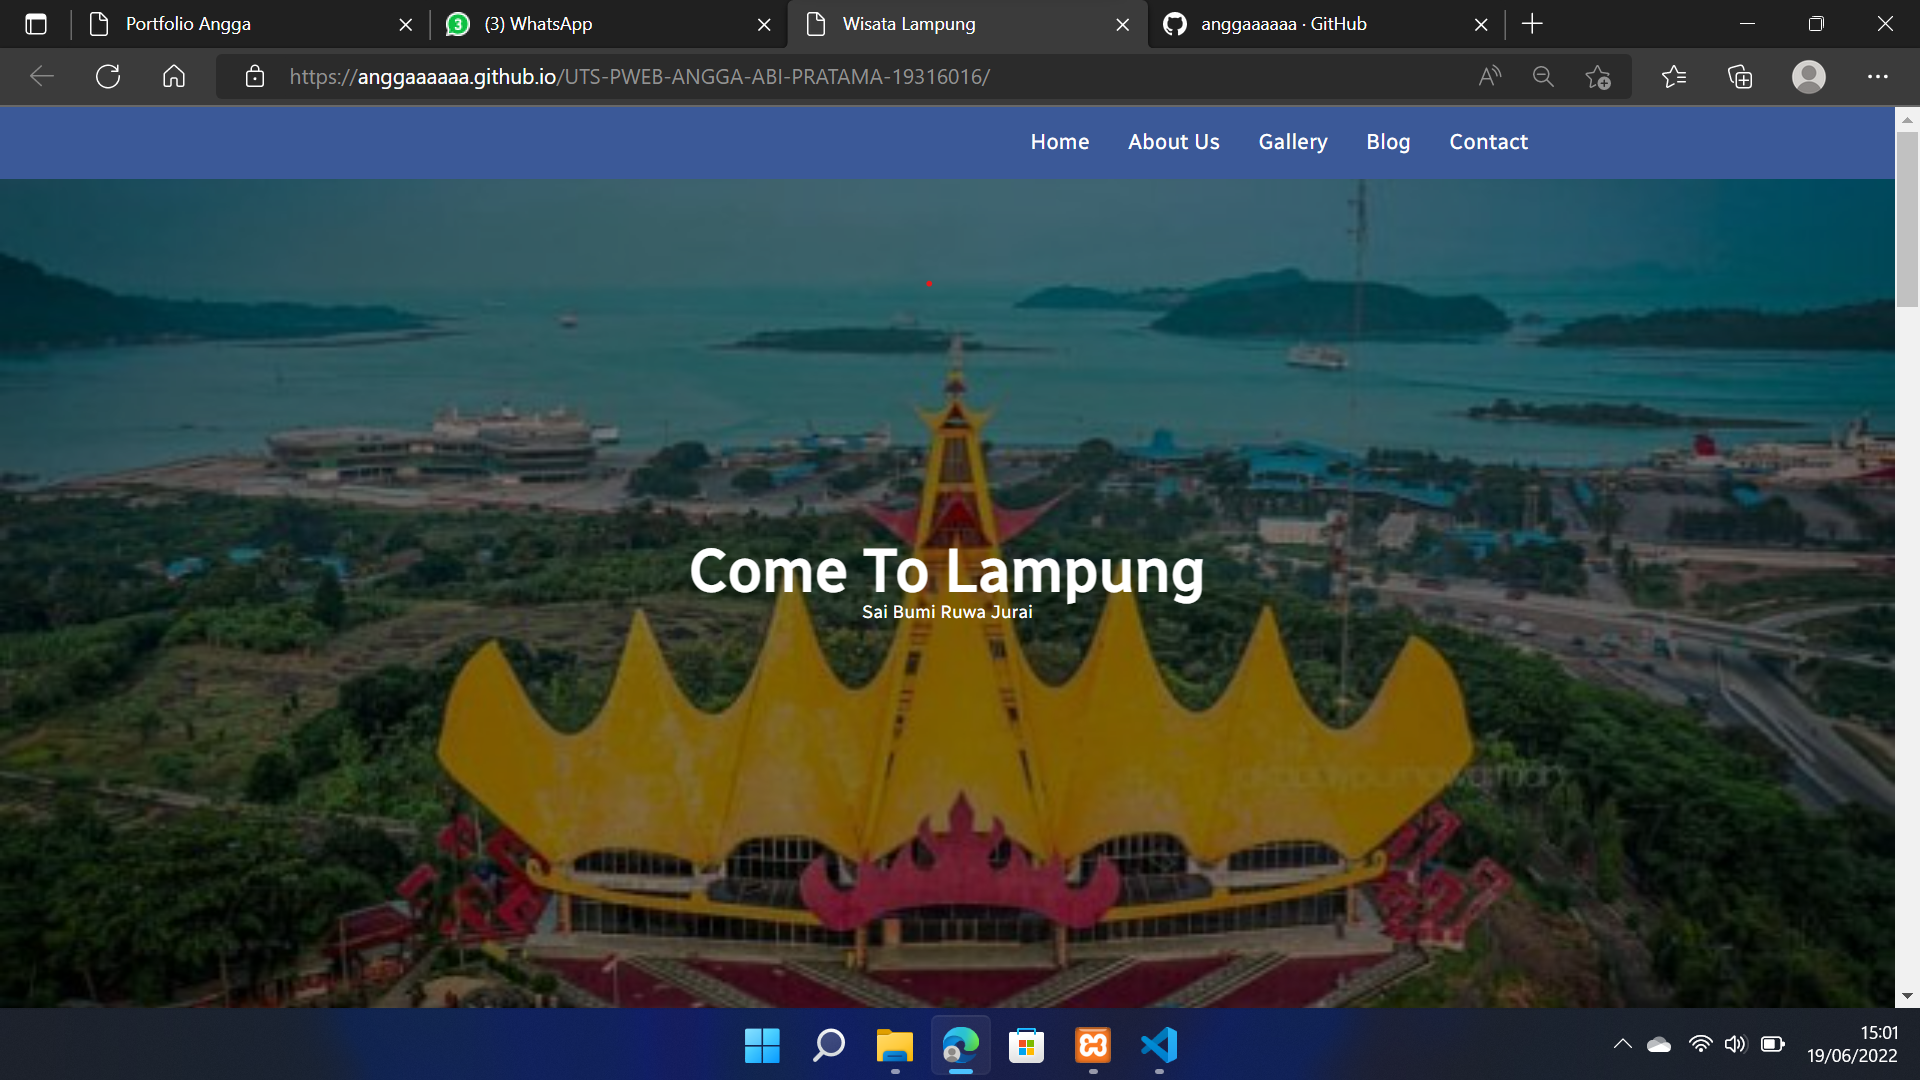 Portfolio Angga
3
(3) WhatsApp
Wisata Lampung
anggaaaaaa · GitHub
https://anggaaaaaa.github.io/UTS-PWEB-ANGGA-ABI-PRATAMA-19316016/
Home
About Us
Gallery
Blog
Contact
Come To Lampung
Sai Bumi Ruwa Jurai
15:01
19/06/2022